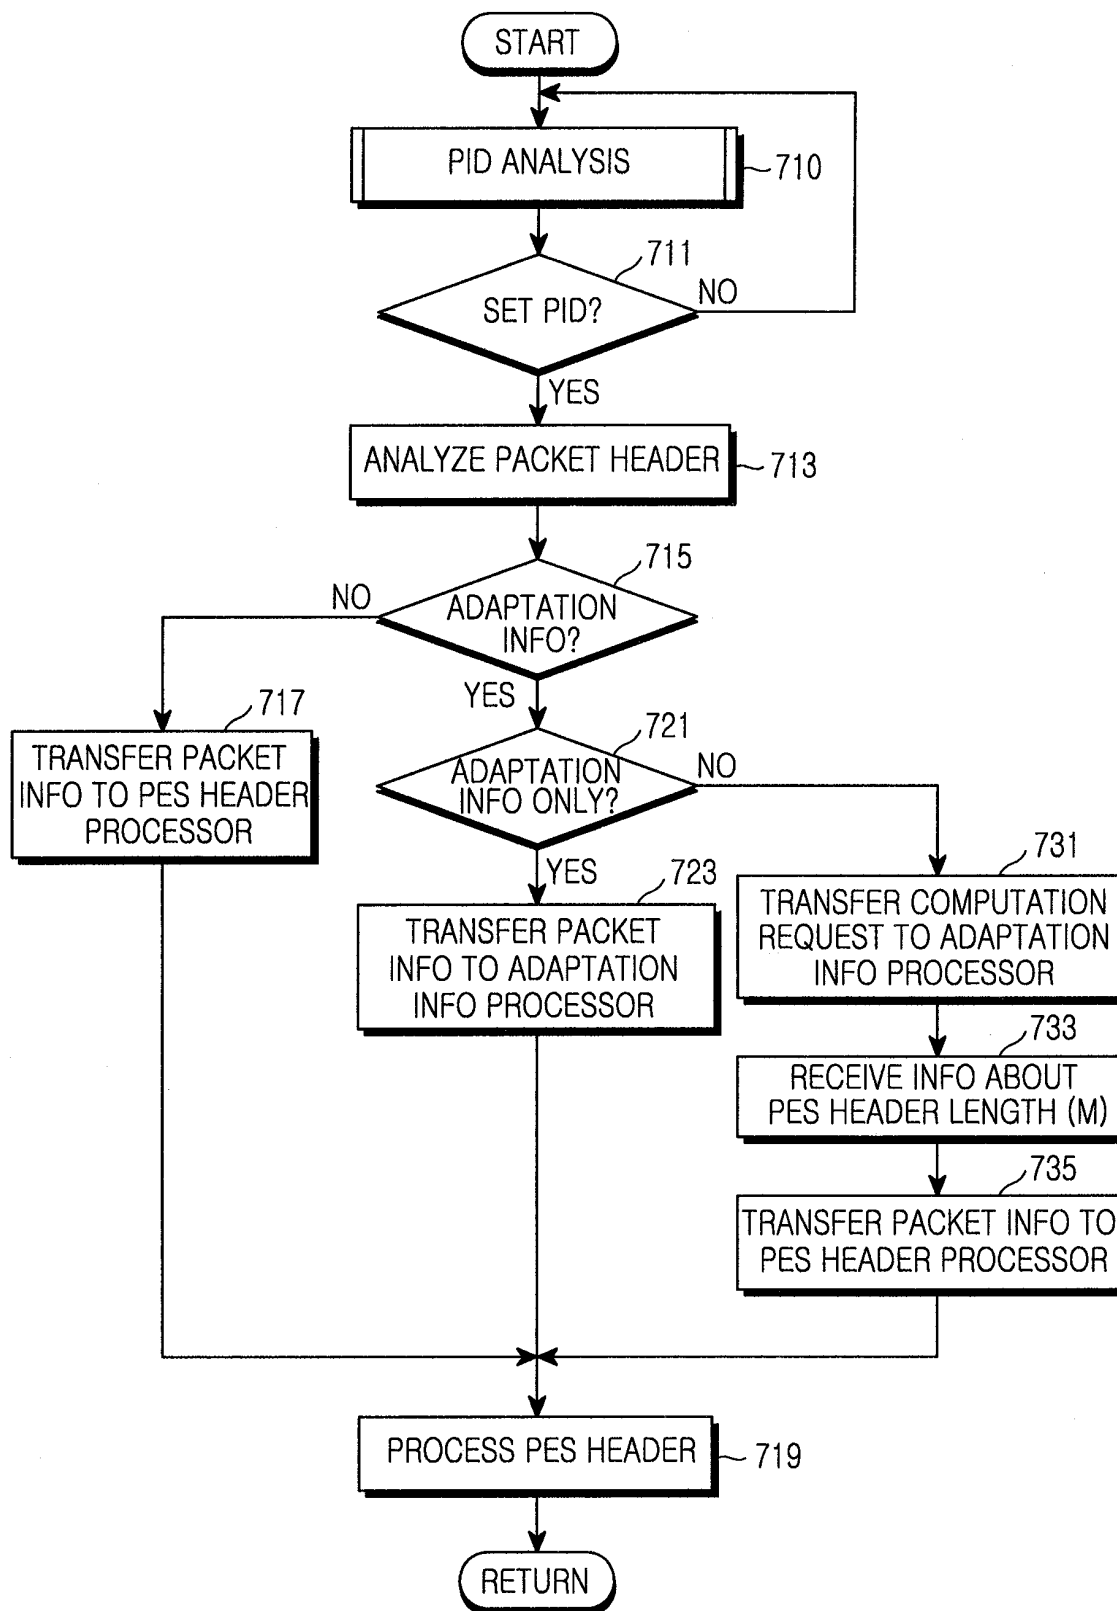 START
PID ANALYSIS
710
711
SET PID?
NO
YES
ANALYZE PACKET HEADER
713
715
NO
ADAPTATION
INFO?
YES
717
TRANSFER PACKET
INFO TO PES HEADER
PROCESSOR
721
ADAPTATION
INFO ONLY?
NO
YES
723
TRANSFER PACKET
INFO TO ADAPTATION
INFO PROCESSOR
731
TRANSFER COMPUTATION
REQUEST TO ADAPTATION
INFO PROCESSOR
733
RECEIVE INFO ABOUT
PES HEADER LENGTH (M)
735
TRANSFER PACKET INFO TO
PES HEADER PROCESSOR
PROCESS PES HEADER
719
RETURN